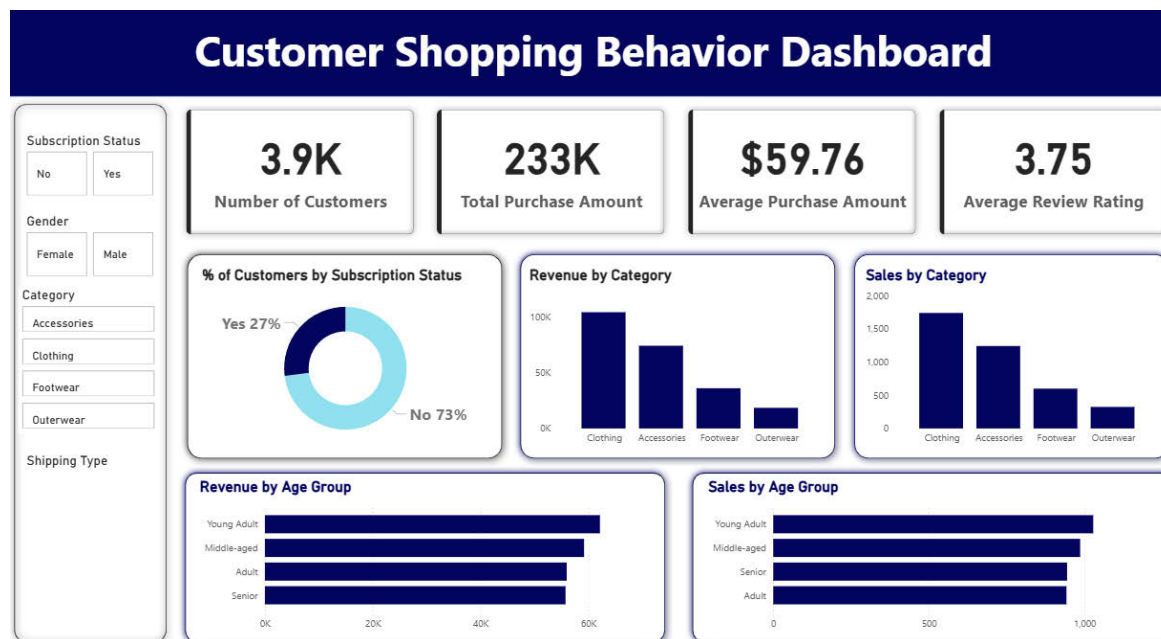 Customer Shopping Behavior Dashboard
Subscription Status
No Yes
Gender
Female Male
Category
Accessories
Clothing
Footwear
Outerwear
Shipping Type
3.9K
Number of Customers
233K
Total Purchase Amount
$59.76
Average Purchase Amount
3.75
Average Review Rating
% of Customers by Subscription Status
Yes 27%
No 73%
Revenue by Category
100K
50K
0K
Clothing Accessories Footwear Outerwear
Sales by Category
2,000
1,500
1,000
500
0
Clothing Accessories Footwear Outerwear
Revenue by Age Group
Young Adult
Middle-aged
Adult
Senior
0K 20K 40K 60K
Sales by Age Group
Young Adult
Middle-aged
Senior
Adult
0 500 1,000